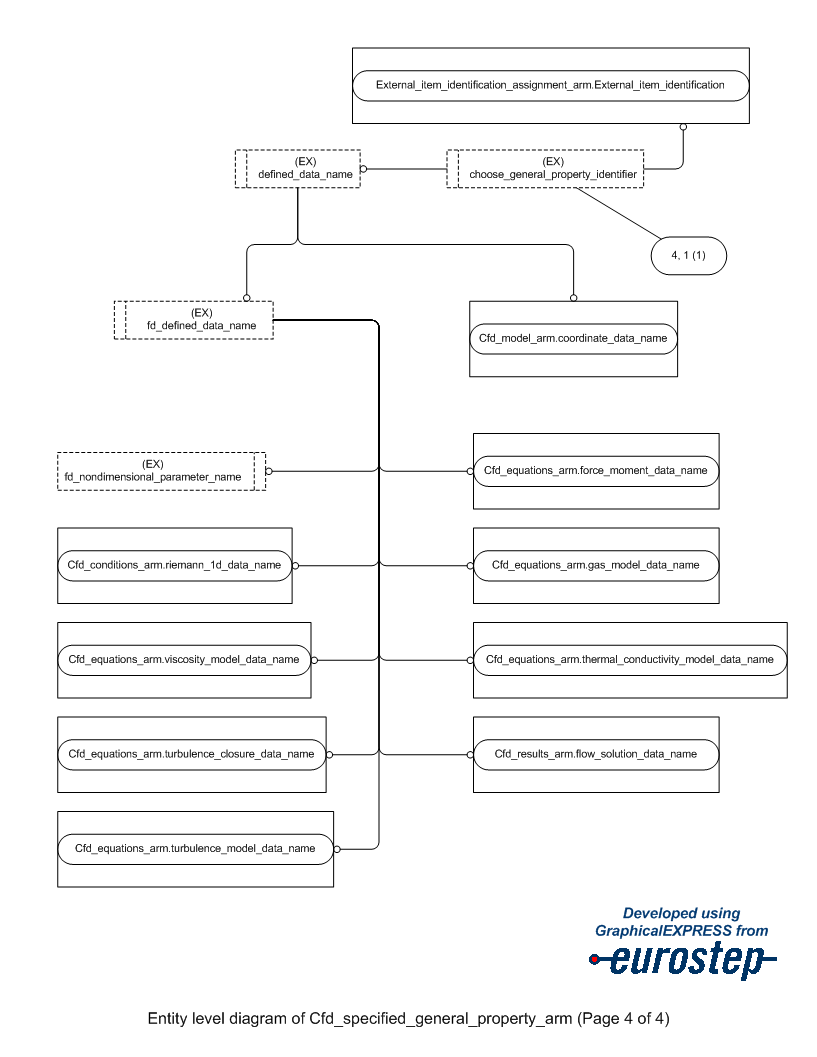 External_item_identification_assignment_arm.External_item_identification
(EX)
defined_data_name
(EX)
choose_general_property_identifier
4, 1 (1)
(EX)
fd_defined_data_name
Cfd_model_arm.coordinate_data_name
(EX)
fd_nondimensional_parameter_name
Cfd_equations_arm.force_moment_data_name
Cfd_conditions_arm.riemann_1d_data_name
Cfd_equations_arm.gas_model_data_name
Cfd_equations_arm.viscosity_model_data_name
Cfd_equations_arm.thermal_conductivity_model_data_name
Cfd_equations_arm.turbulence_closure_data_name
Cfd_results_arm.flow_solution_data_name
Cfd_equations_arm.turbulence_model_data_name
Developed using
GraphicalEXPRESS from
eurostep
Entity level diagram of Cfd_specified_general_property_arm (Page 4 of 4)